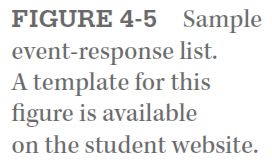 FIGURE 4-5 Sample
event-response list.
A template for this
figure is available
on the student website.